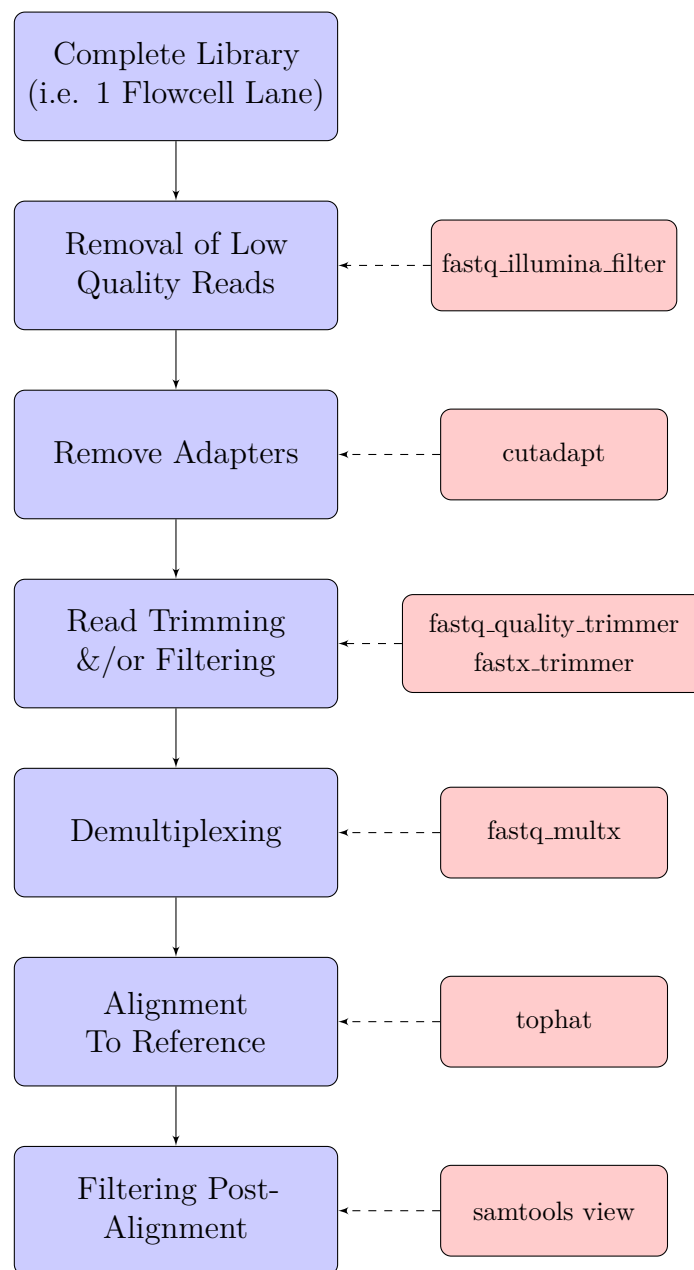 Complete Library
(i.e. 1 Flowcell Lane)
Removal of Low
Quality Reads
fastq_illumina_filter
Remove Adapters
cutadapt
Read Trimming
&/or Filtering
fastq_quality_trimmer
fastx_trimmer
Demultiplexing
fastq_multx
Alignment
To Reference
tophat
Filtering Post-
Alignment
samtools view